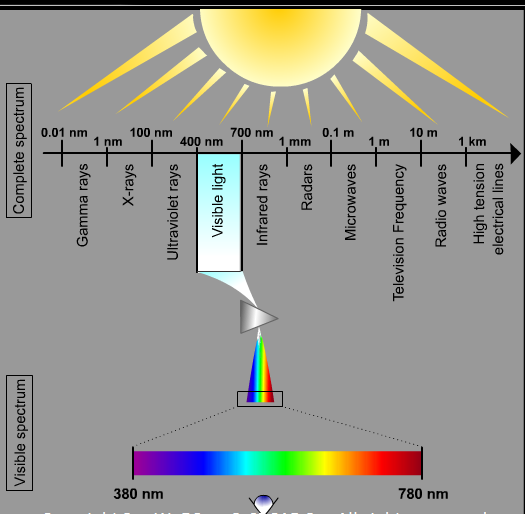 Complete spectrum
0.01 nm
1 nm
100 nm
400 nm
700 nm
1 mm
0.1 m
1 m
10 m
1 km
Gamma rays
X-rays
Ultraviolet rays
Visible light
Infrared rays
Radars
Microwaves
Television Frequency
Radio waves
High tension
electrical lines
Visible spectrum
380 nm
780 nm